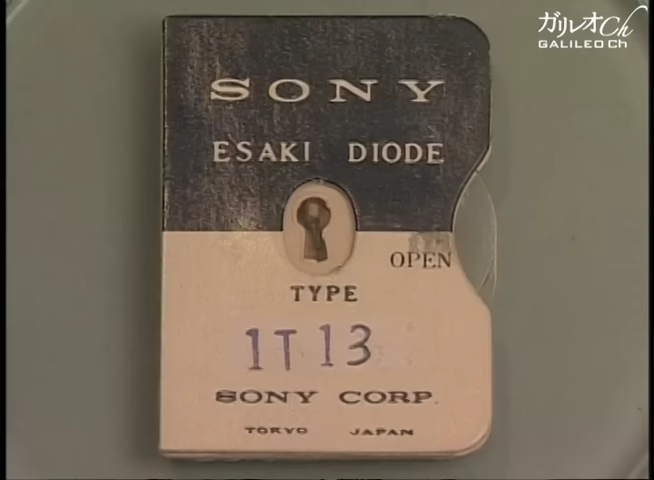 ガリレオCh
GALILEO Ch
SONY
ESAKI DIODE
OPEN
TYPE
1T13
SONY CORP.
TOKYO JAPAN